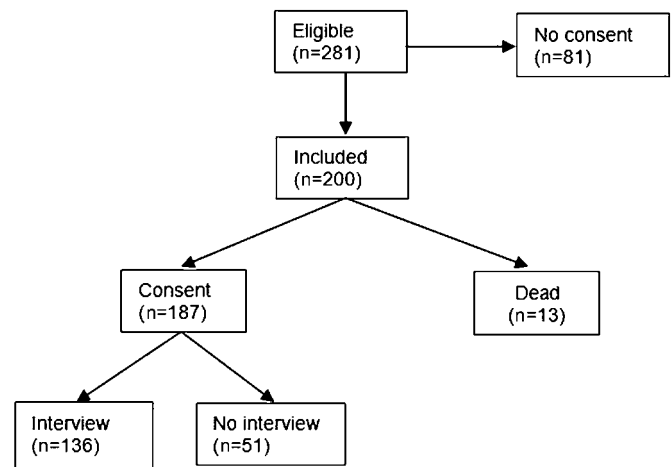 Eligible
(n=281)
No consent
(n=81)
Included
(n=200)
Consent
(n=187)
Dead
(n=13)
Interview
(n=136)
No interview
(n=51)